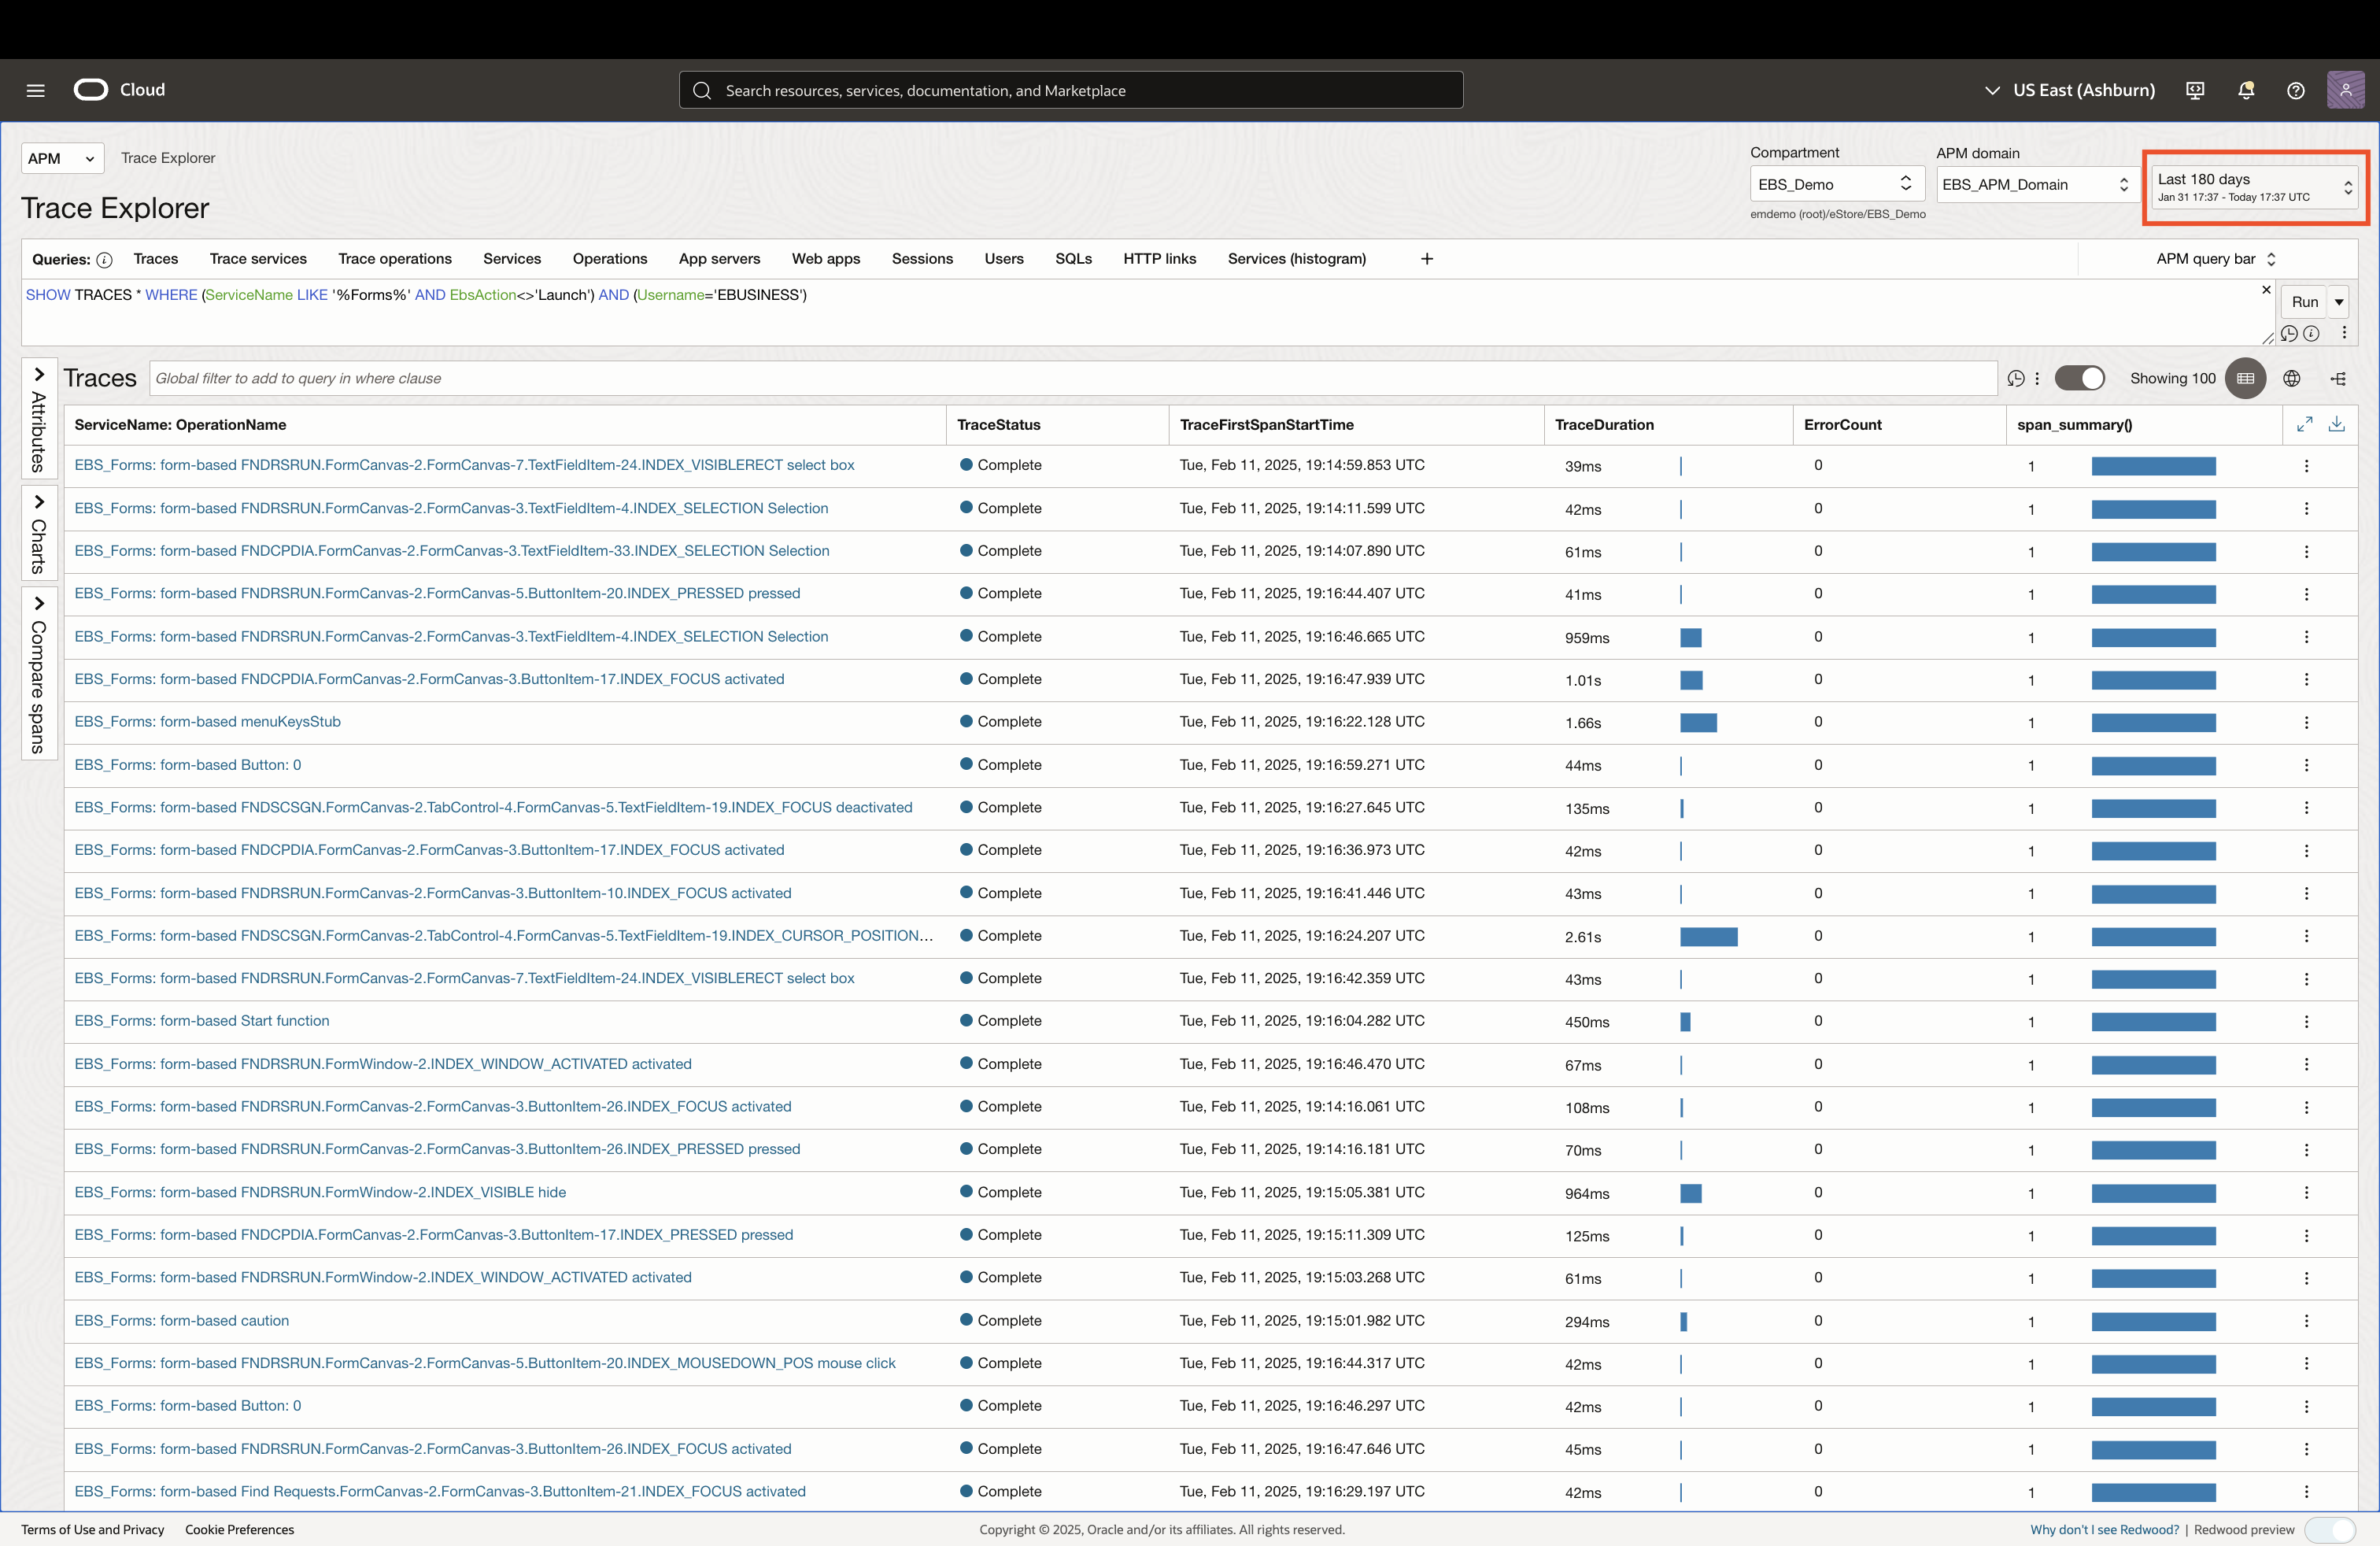 Cloud
Search resources, services, documentation, and Marketplace
US East (Ashburn)
APM
Trace Explorer
Compartment
APM domain
EBS_Demo
EBS_APM_Domain
Last 180 days
Jan 31 17:37 - Today 17:37 UTC
Trace Explorer
emdemo (root)/eStore/EBS_Demo
Queries: Traces Trace services Trace operations Services Operations App servers Web apps Sessions Users SQLs HTTP links Services (histogram) + APM query bar
SHOW TRACES * WHERE (ServiceName LIKE '%Forms%' AND EbsAction<>'Launch') AND (Username='EBUSINESS')
Run
Attributes
Charts
Compare spans
Traces Global filter to add to query in where clause Showing 100
ServiceName: OperationName TraceStatus TraceFirstSpanStartTime TraceDuration ErrorCount span_summary()
EBS_Forms: form-based FNDRSRUN.FormCanvas-2.FormCanvas-7.TextFieldItem-24.INDEX_VISIBLERECT select box Complete Tue, Feb 11, 2025, 19:14:59.853 UTC 39ms 0 1
EBS_Forms: form-based FNDRSRUN.FormCanvas-2.FormCanvas-3.TextFieldItem-4.INDEX_SELECTION Selection Complete Tue, Feb 11, 2025, 19:14:11.599 UTC 42ms 0 1
EBS_Forms: form-based FNDCPDIA.FormCanvas-2.FormCanvas-3.TextFieldItem-33.INDEX_SELECTION Selection Complete Tue, Feb 11, 2025, 19:14:07.890 UTC 61ms 0 1
EBS_Forms: form-based FNDRSRUN.FormCanvas-2.FormCanvas-5.ButtonItem-20.INDEX_PRESSED pressed Complete Tue, Feb 11, 2025, 19:16:44.407 UTC 41ms 0 1
EBS_Forms: form-based FNDRSRUN.FormCanvas-2.FormCanvas-3.TextFieldItem-4.INDEX_SELECTION Selection Complete Tue, Feb 11, 2025, 19:16:46.665 UTC 959ms 0 1
EBS_Forms: form-based FNDCPDIA.FormCanvas-2.FormCanvas-3.ButtonItem-17.INDEX_FOCUS activated Complete Tue, Feb 11, 2025, 19:16:47.939 UTC 1.01s 0 1
EBS_Forms: form-based menuKeysStub Complete Tue, Feb 11, 2025, 19:16:22.128 UTC 1.66s 0 1
EBS_Forms: form-based Button: 0 Complete Tue, Feb 11, 2025, 19:16:59.271 UTC 44ms 0 1
EBS_Forms: form-based FNDSCSGN.FormCanvas-2.TabControl-4.FormCanvas-5.TextFieldItem-19.INDEX_FOCUS deactivated Complete Tue, Feb 11, 2025, 19:16:27.645 UTC 135ms 0 1
EBS_Forms: form-based FNDCPDIA.FormCanvas-2.FormCanvas-3.ButtonItem-17.INDEX_FOCUS activated Complete Tue, Feb 11, 2025, 19:16:36.973 UTC 42ms 0 1
EBS_Forms: form-based FNDRSRUN.FormCanvas-2.FormCanvas-3.ButtonItem-10.INDEX_FOCUS activated Complete Tue, Feb 11, 2025, 19:16:41.446 UTC 43ms 0 1
EBS_Forms: form-based FNDSCSGN.FormCanvas-2.TabControl-4.FormCanvas-5.TextFieldItem-19.INDEX_CURSOR_POSITION... Complete Tue, Feb 11, 2025, 19:16:24.207 UTC 2.61s 0 1
EBS_Forms: form-based FNDRSRUN.FormCanvas-2.FormCanvas-7.TextFieldItem-24.INDEX_VISIBLERECT select box Complete Tue, Feb 11, 2025, 19:16:42.359 UTC 43ms 0 1
EBS_Forms: form-based Start function Complete Tue, Feb 11, 2025, 19:16:04.282 UTC 450ms 0 1
EBS_Forms: form-based FNDRSRUN.FormWindow-2.INDEX_WINDOW_ACTIVATED activated Complete Tue, Feb 11, 2025, 19:16:46.470 UTC 67ms 0 1
EBS_Forms: form-based FNDRSRUN.FormCanvas-2.FormCanvas-3.ButtonItem-26.INDEX_FOCUS activated Complete Tue, Feb 11, 2025, 19:14:16.061 UTC 108ms 0 1
EBS_Forms: form-based FNDRSRUN.FormCanvas-2.FormCanvas-3.ButtonItem-26.INDEX_PRESSED pressed Complete Tue, Feb 11, 2025, 19:14:16.181 UTC 70ms 0 1
EBS_Forms: form-based FNDRSRUN.FormWindow-2.INDEX_VISIBLE hide Complete Tue, Feb 11, 2025, 19:15:05.381 UTC 964ms 0 1
EBS_Forms: form-based FNDCPDIA.FormCanvas-2.FormCanvas-3.ButtonItem-17.INDEX_PRESSED pressed Complete Tue, Feb 11, 2025, 19:15:11.309 UTC 125ms 0 1
EBS_Forms: form-based FNDRSRUN.FormWindow-2.INDEX_WINDOW_ACTIVATED activated Complete Tue, Feb 11, 2025, 19:15:03.268 UTC 61ms 0 1
EBS_Forms: form-based caution Complete Tue, Feb 11, 2025, 19:15:01.982 UTC 294ms 0 1
EBS_Forms: form-based FNDRSRUN.FormCanvas-2.FormCanvas-5.ButtonItem-20.INDEX_MOUSEDOWN_POS mouse click Complete Tue, Feb 11, 2025, 19:16:44.317 UTC 42ms 0 1
EBS_Forms: form-based Button: 0 Complete Tue, Feb 11, 2025, 19:16:46.297 UTC 42ms 0 1
EBS_Forms: form-based FNDRSRUN.FormCanvas-2.FormCanvas-3.ButtonItem-26.INDEX_FOCUS activated Complete Tue, Feb 11, 2025, 19:16:47.646 UTC 45ms 0 1
EBS_Forms: form-based Find Requests.FormCanvas-2.FormCanvas-3.ButtonItem-21.INDEX_FOCUS activated Complete Tue, Feb 11, 2025, 19:16:29.197 UTC 42ms 0 1
Terms of Use and Privacy Cookie Preferences Copyright © 2025, Oracle and/or its affiliates. All rights reserved. Why don't I see Redwood? | Redwood preview